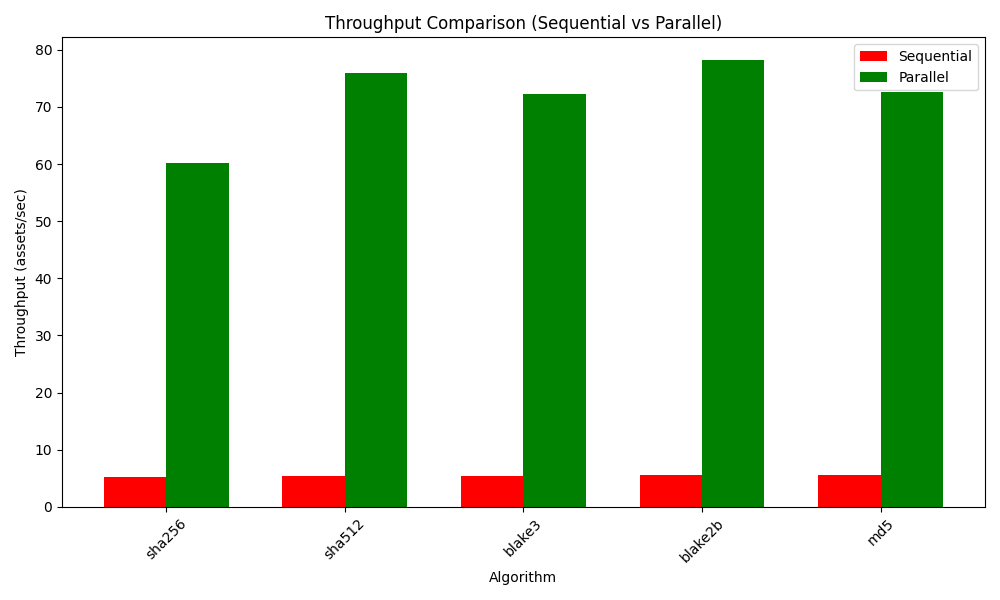 Throughput Comparison (Sequential vs Parallel)
Sequential
Parallel
Throughput (assets/sec)
80
70
60
50
40
30
20
10
0
sha256
sha512
blake3
blake2b
md5
Algorithm